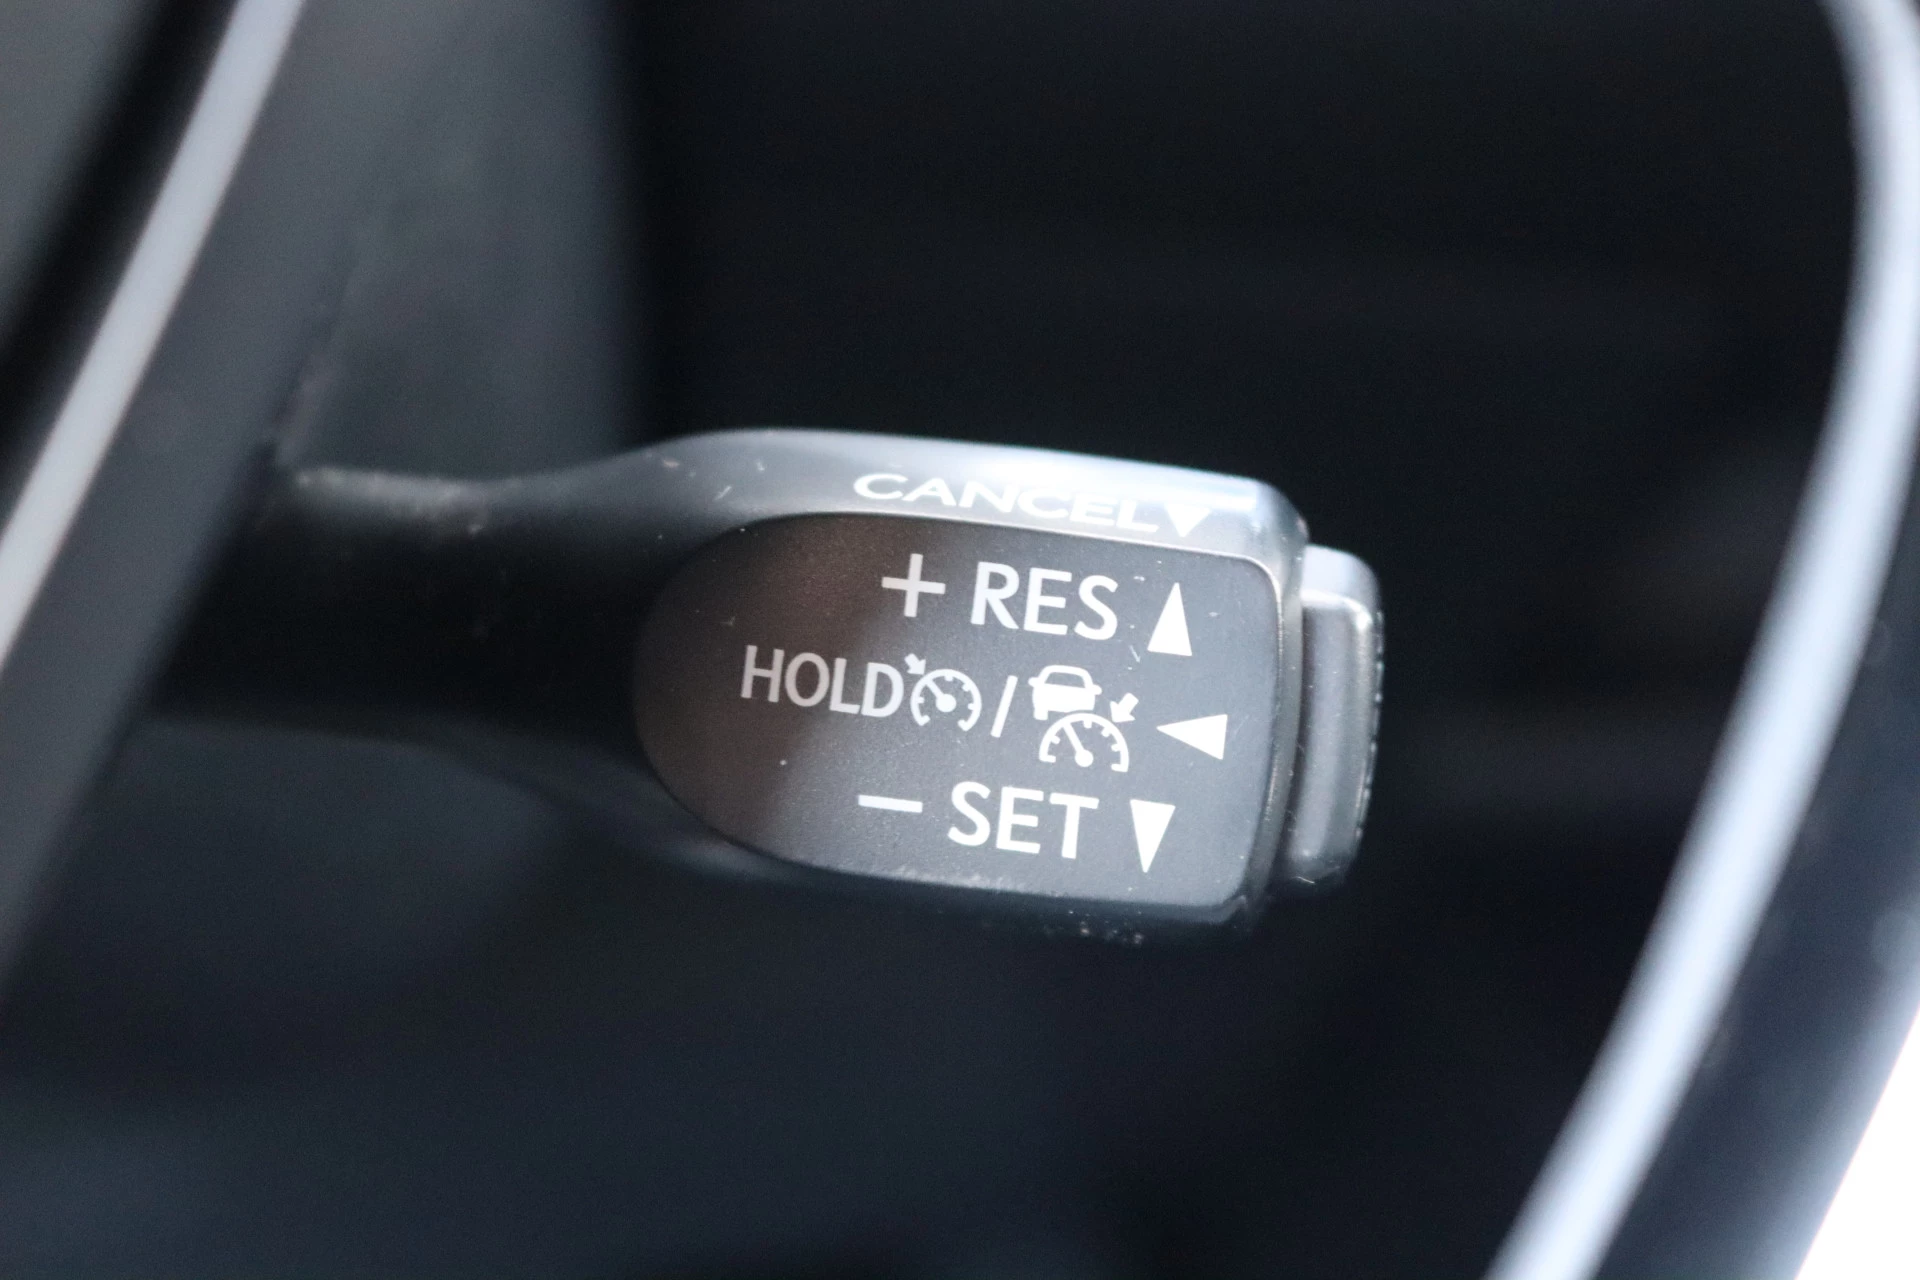 CANCEL▼
+ RES ▲
HOLD / ◀
− SET ▼